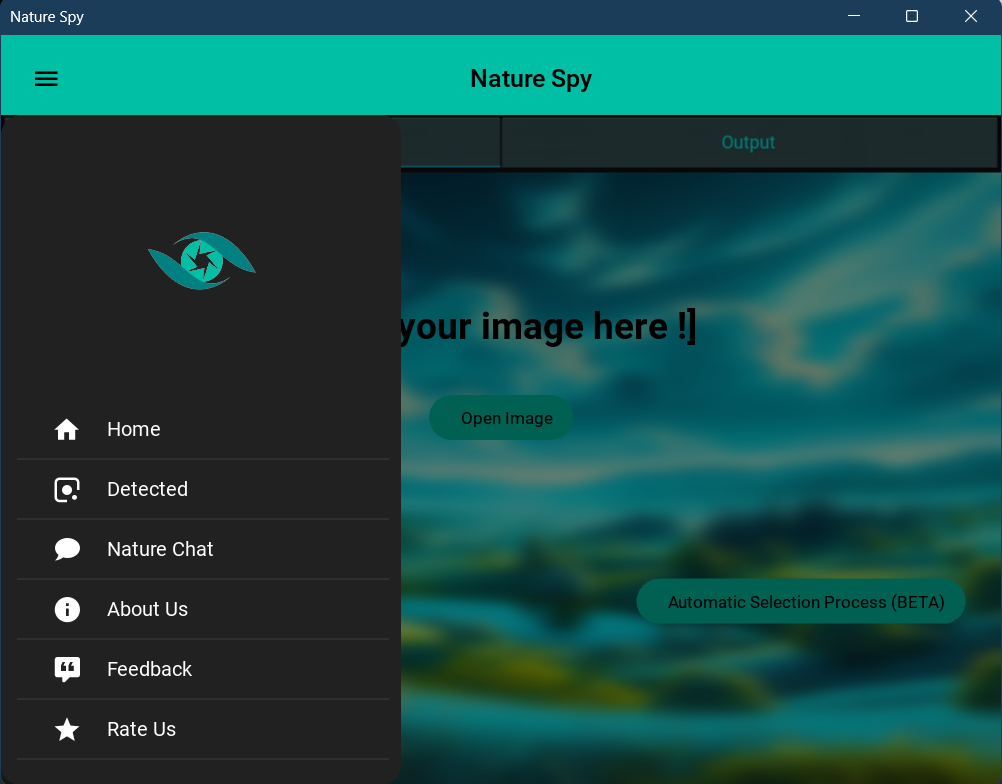 Nature Spy
Nature Spy
Output
your image here !]
Open Image
Automatic Selection Process (BETA)
Home
Detected
Nature Chat
About Us
Feedback
Rate Us